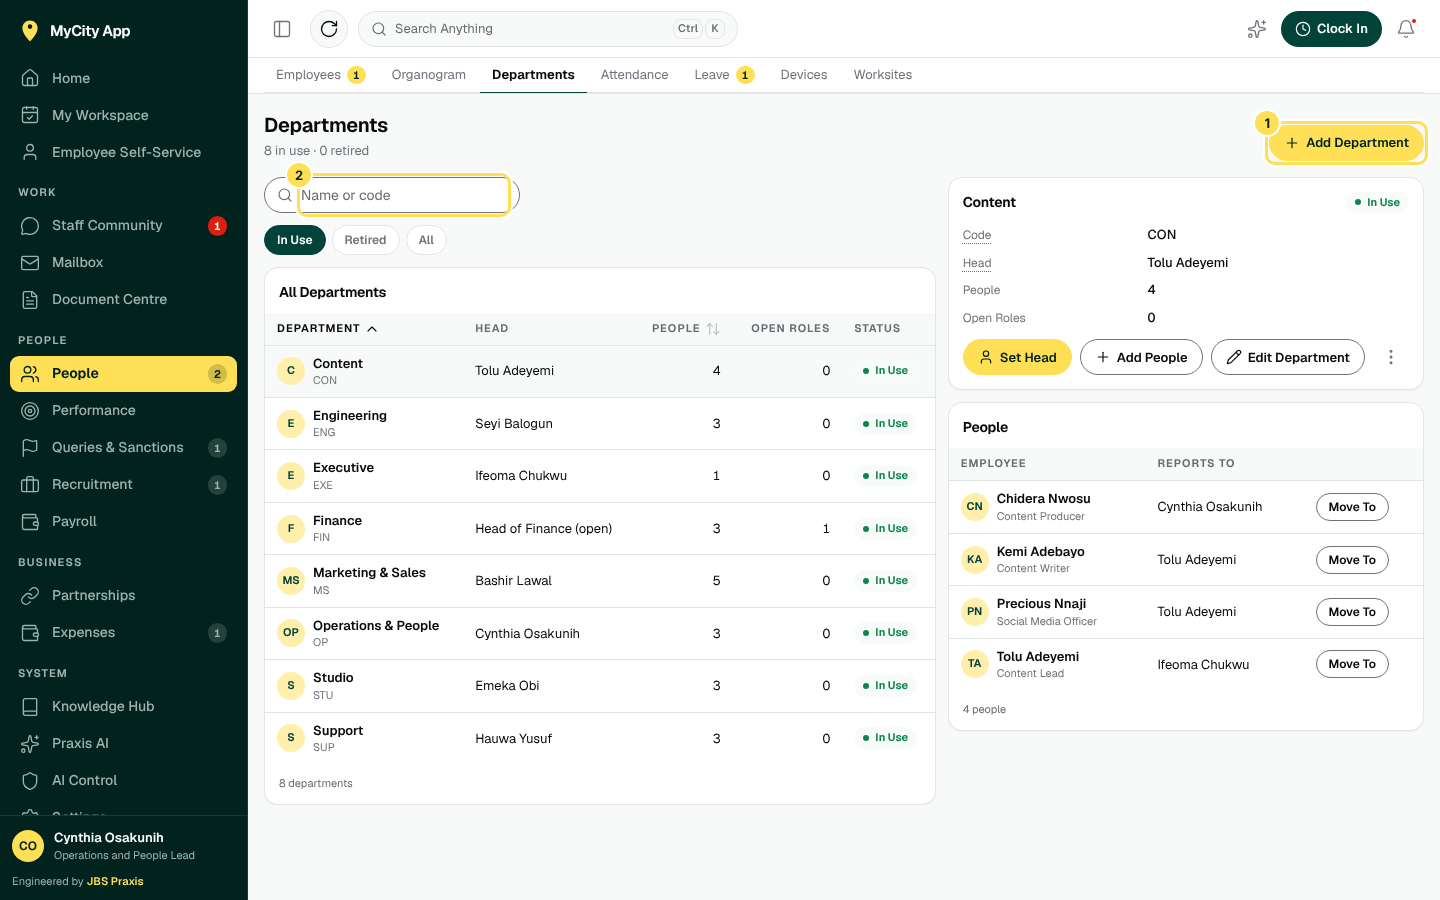 MyCity App
Home
My Workspace
Employee Self-Service
WORK
Staff Community 1
Mailbox
Document Centre
PEOPLE
People 2
Performance
Queries & Sanctions 1
Recruitment 1
Payroll
BUSINESS
Partnerships
Expenses 1
SYSTEM
Knowledge Hub
Praxis AI
AI Control
CO Cynthia Osakunih
Operations and People Lead
Engineered by JBS Praxis
Search Anything Ctrl K
Clock In
Employees 1 Organogram Departments Attendance Leave 1 Devices Worksites
Departments
8 in use · 0 retired
1
+ Add Department
2
Name or code
In Use Retired All
All Departments
DEPARTMENT HEAD PEOPLE OPEN ROLES STATUS
C Content Tolu Adeyemi 4 0 In Use
CON
E Engineering Seyi Balogun 3 0 In Use
ENG
E Executive Ifeoma Chukwu 1 0 In Use
EXE
F Finance Head of Finance (open) 3 1 In Use
FIN
MS Marketing & Sales Bashir Lawal 5 0 In Use
MS
OP Operations & People Cynthia Osakunih 3 0 In Use
OP
S Studio Emeka Obi 3 0 In Use
STU
S Support Hauwa Yusuf 3 0 In Use
SUP
8 departments
Content In Use
Code CON
Head Tolu Adeyemi
People 4
Open Roles 0
Set Head + Add People Edit Department
People
EMPLOYEE REPORTS TO
CN Chidera Nwosu Cynthia Osakunih Move To
Content Producer
KA Kemi Adebayo Tolu Adeyemi Move To
Content Writer
PN Precious Nnaji Tolu Adeyemi Move To
Social Media Officer
TA Tolu Adeyemi Ifeoma Chukwu Move To
Content Lead
4 people